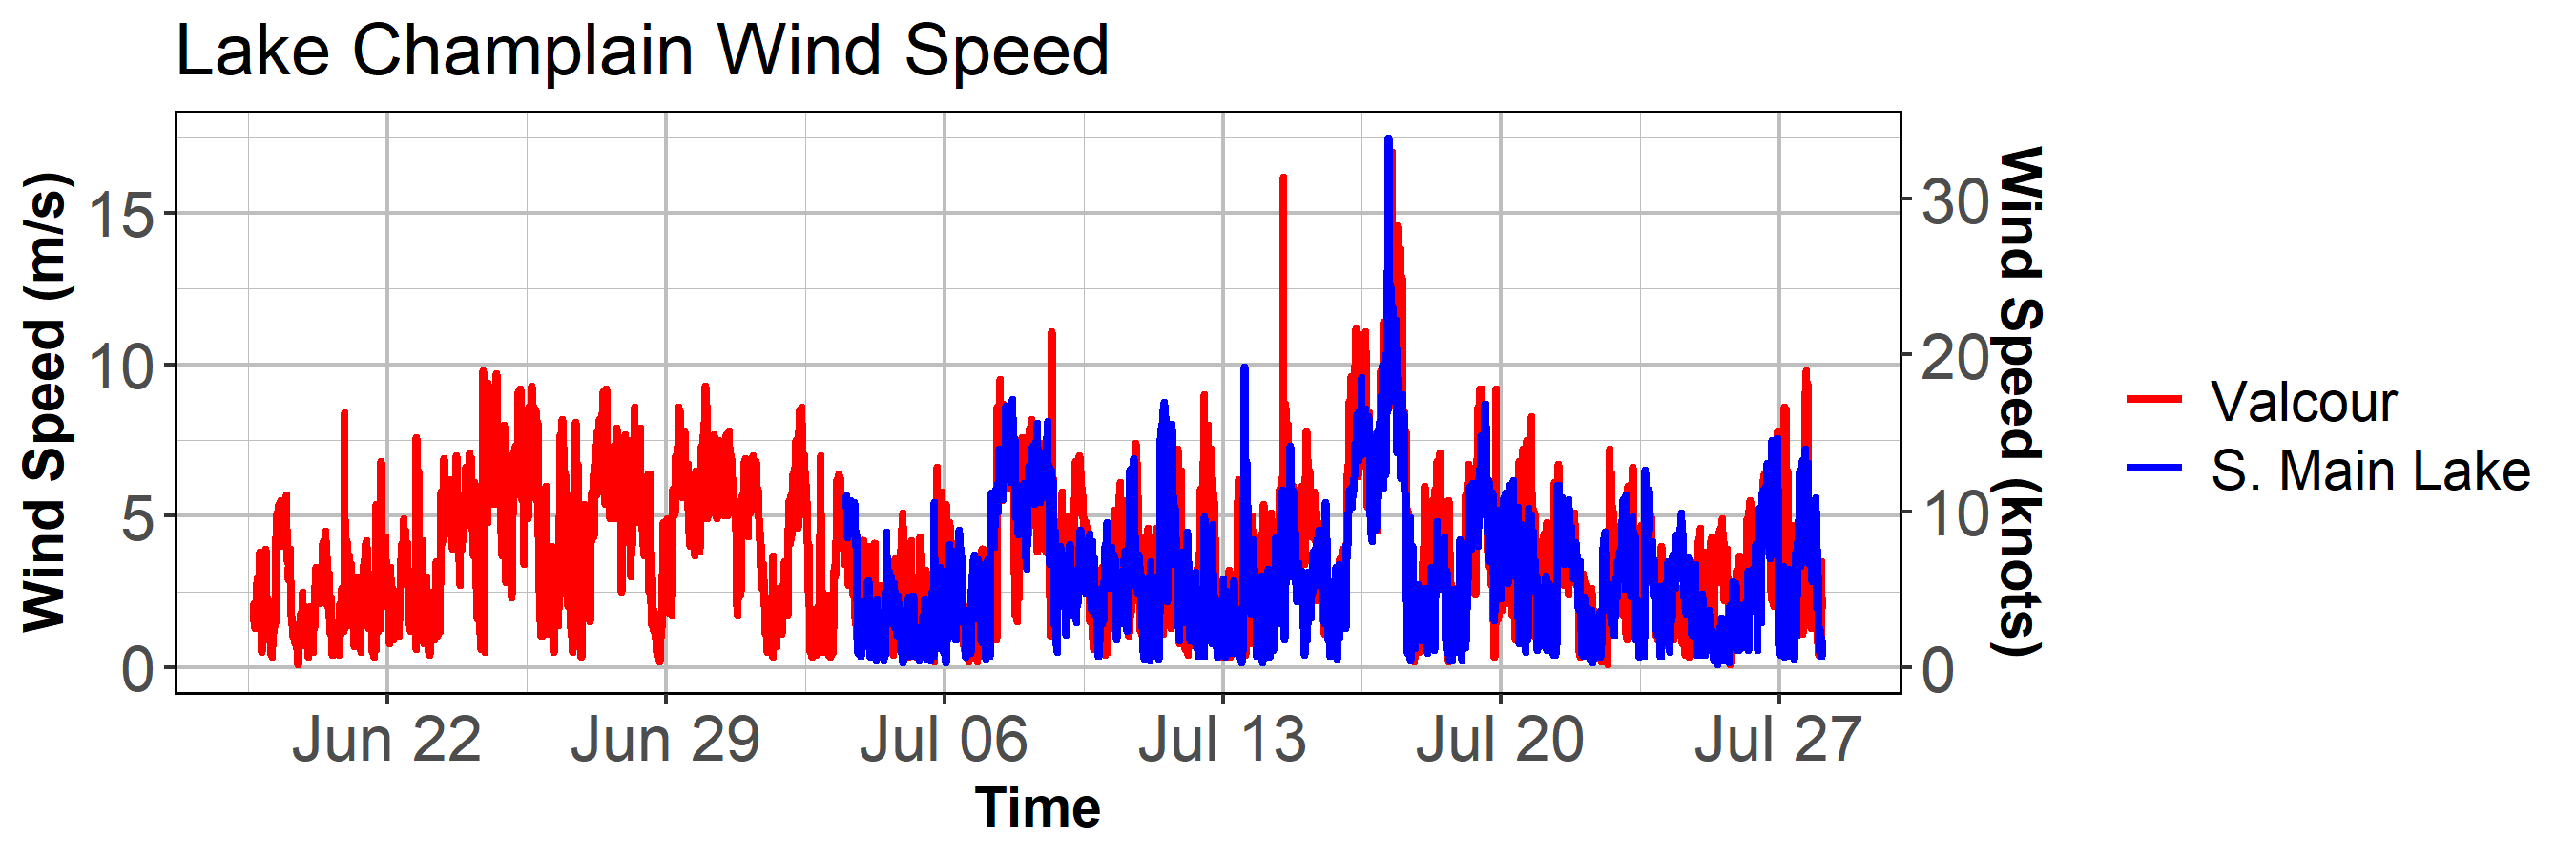 Lake Champlain Wind Speed
Wind Speed (m/s)
15
10
5
0
30
20
10
0
Wind Speed (knots)
Jun 22
Jun 29
Jul 06
Jul 13
Jul 20
Jul 27
Time
Valcour
S. Main Lake